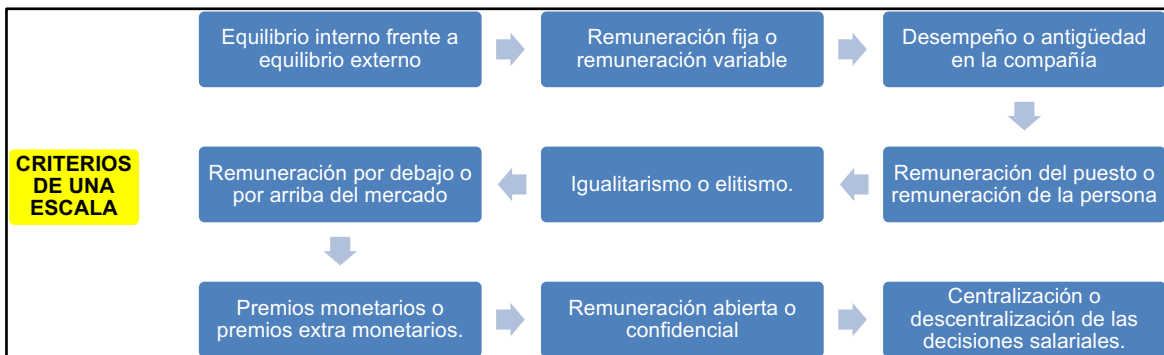 CRITERIOS
DE UNA
ESCALA
Equilibrio interno frente a
equilibrio externo
Remuneración fija o
remuneración variable
Desempeño o antigüedad
en la compañía
Remuneración del puesto o
remuneración de la persona
Igualitarismo o elitismo.
Remuneración por debajo o
por arriba del mercado
Premios monetarios o
premios extra monetarios.
Remuneración abierta o
confidencial
Centralización o
descentralización de las
decisiones salariales.